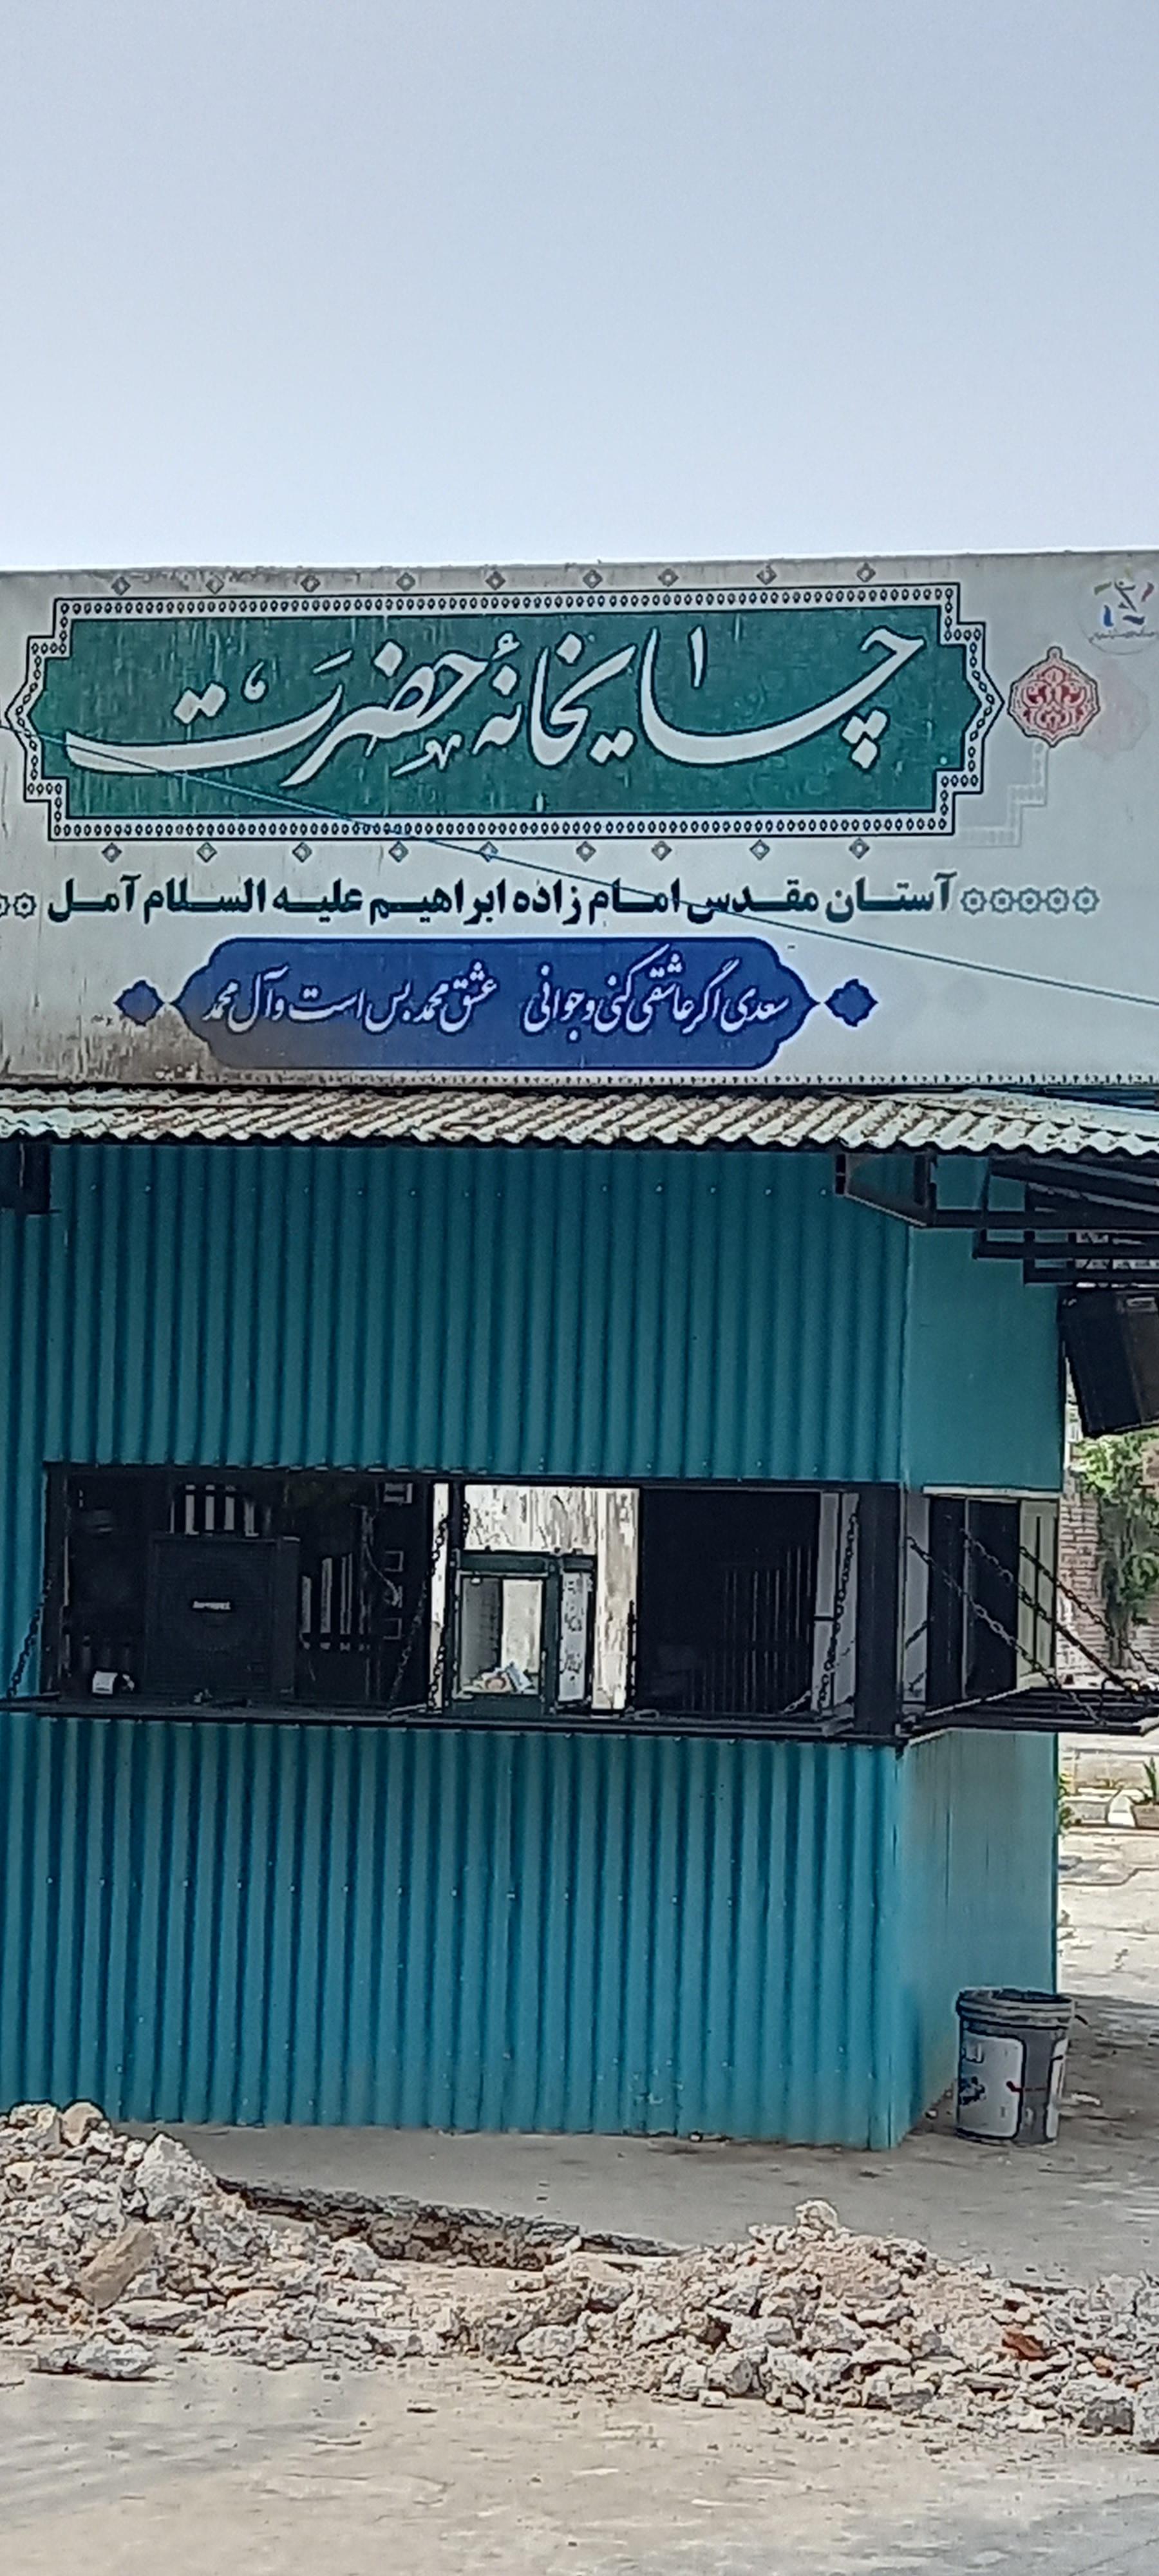 چایخانهٔ حضرت
آستان مقدس امام زاده ابراهیم علیه السلام آمل
سعدی اگر عاشقی کنی و جوانی عشق محمد بس است و آل محمد